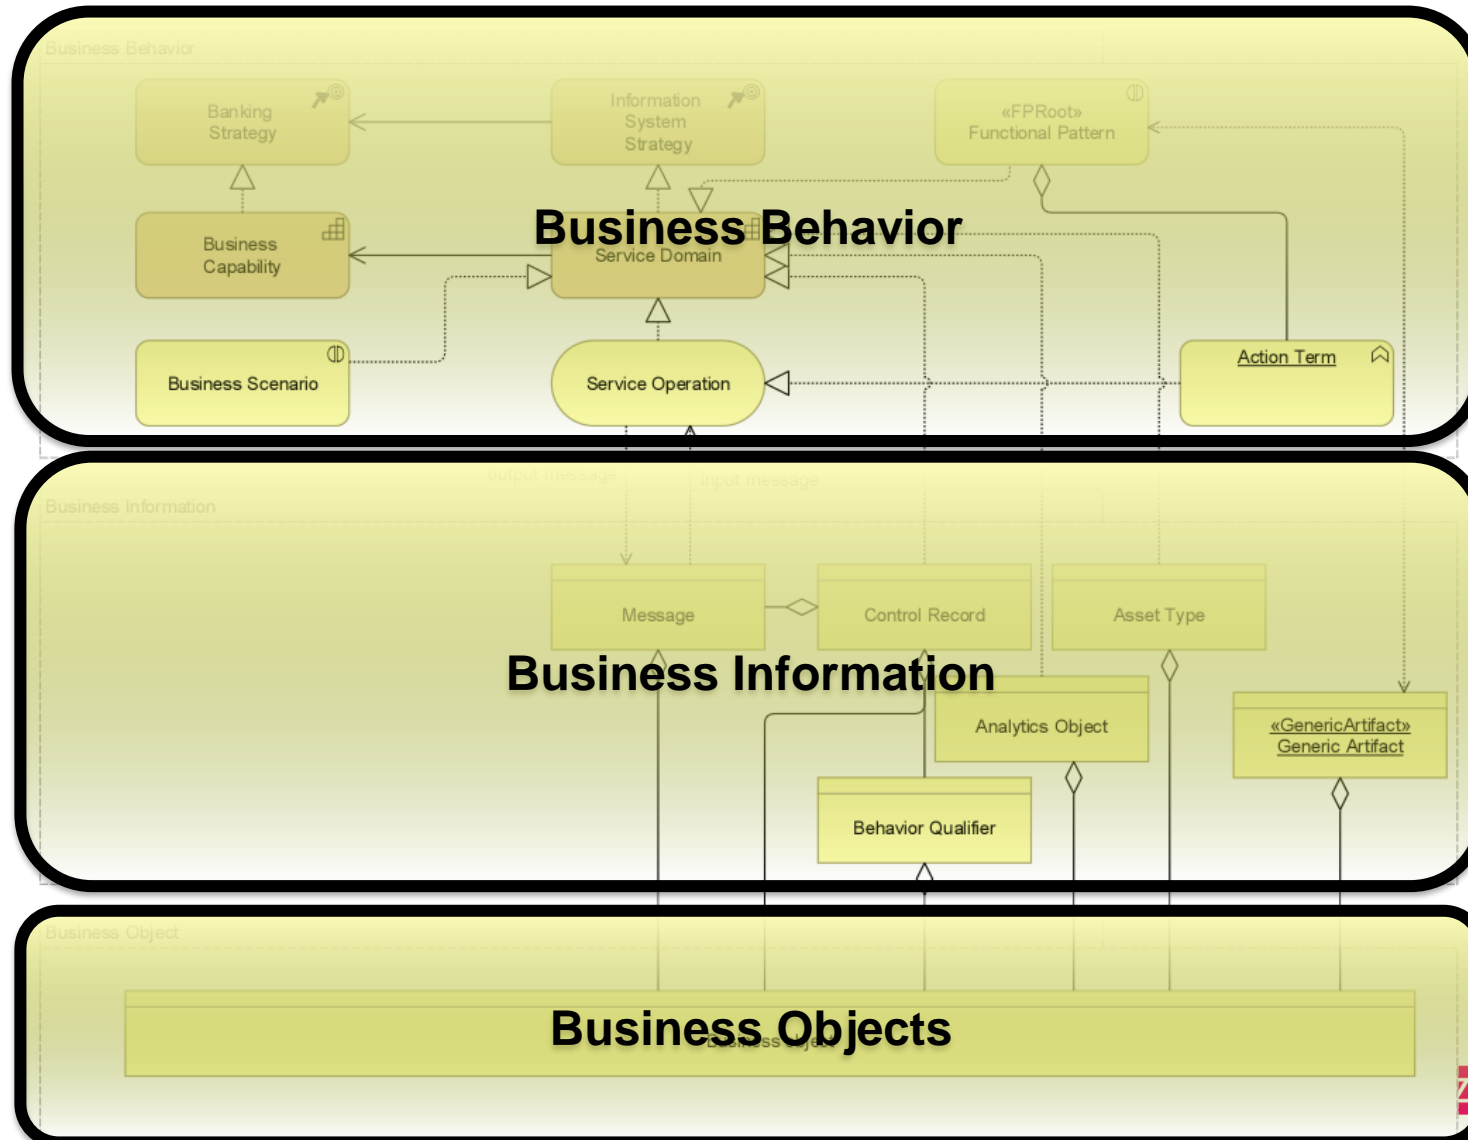 Business Behavior
Banking
Strategy
Information
System
Strategy
«FPRoot»
Functional Pattern
Business Behavior
Business
Capability
Service Domain
Business Scenario
Service Operation
Action Term
output message
input message
Business Information
Message
Control Record
Asset Type
Business Information
Analytics Object
«GenericArtifact»
Generic Artifact
Behavior Qualifier
Business Object
Business Objects
Business object